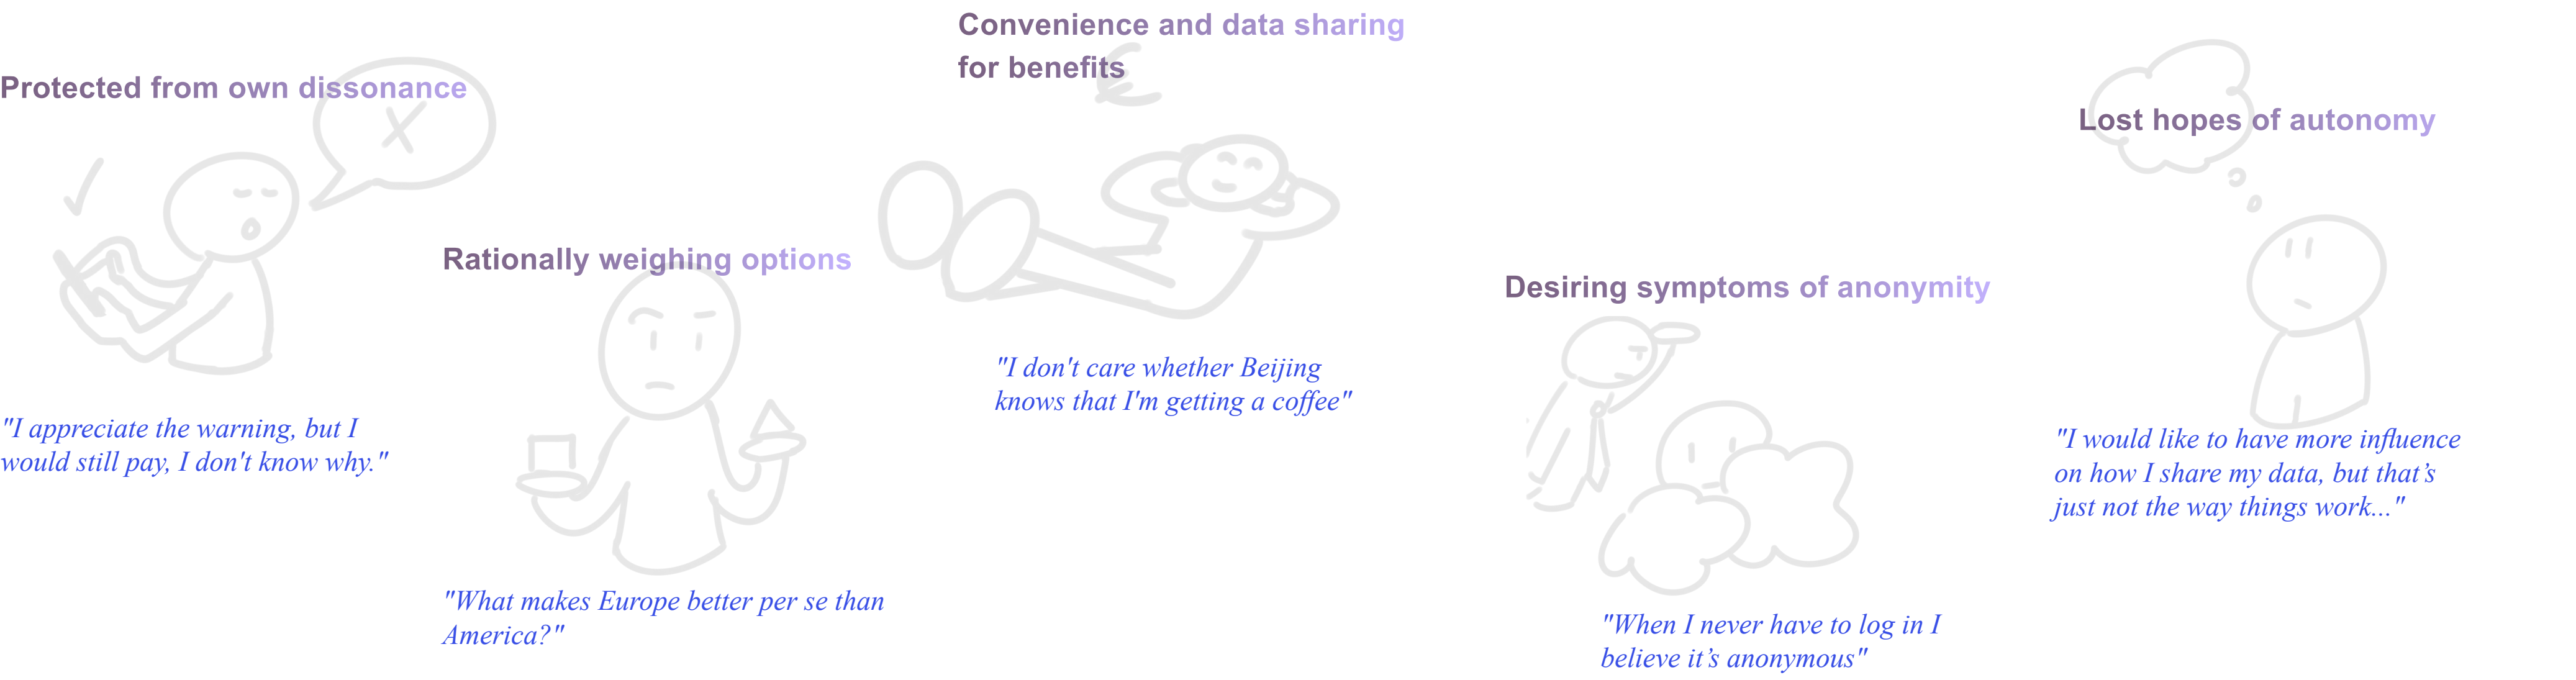 Protected from own dissonance
"I appreciate the warning, but I
would still pay, I don't know why."
Rationally weighing options
"What makes Europe better per se than
America?"
Convenience and data sharing
for benefits
"I don't care whether Beijing
knows that I'm getting a coffee"
Desiring symptoms of anonymity
"When I never have to log in I
believe it’s anonymous"
Lost hopes of autonomy
"I would like to have more influence
on how I share my data, but that’s
just not the way things work..."